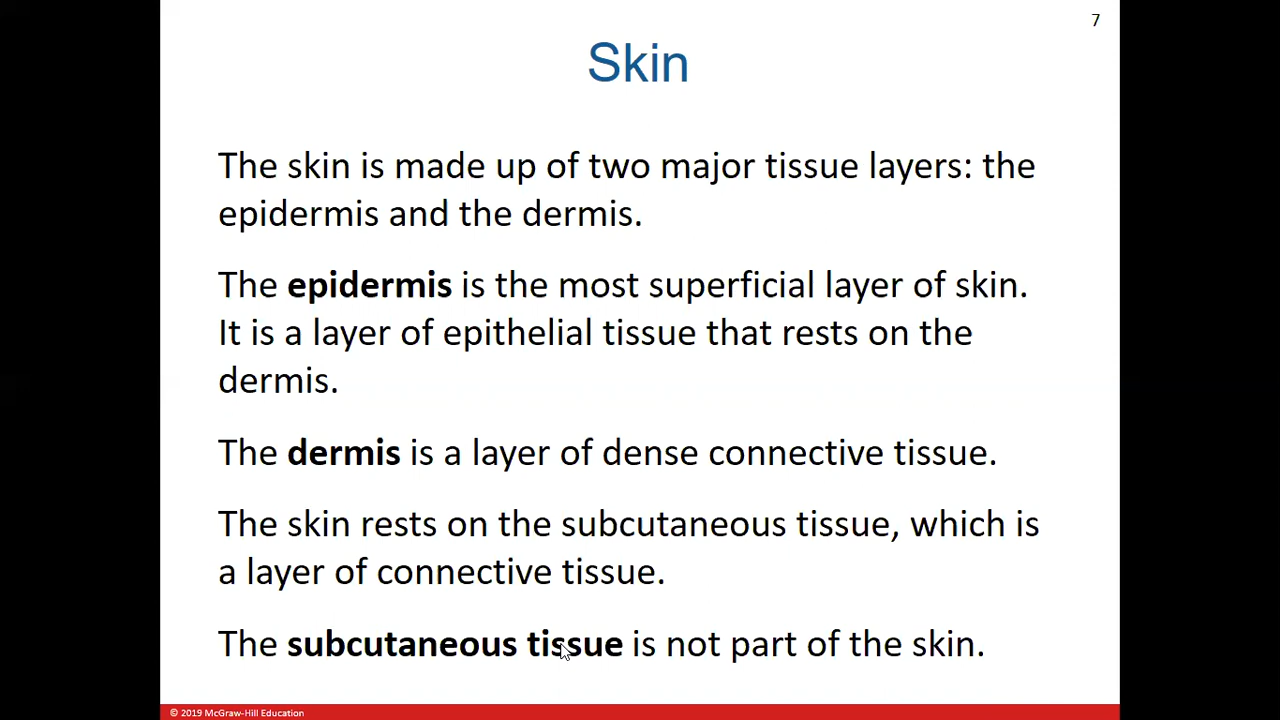 7
Skin
The skin is made up of two major tissue layers: the
epidermis and the dermis.
The epidermis is the most superficial layer of skin.
It is a layer of epithelial tissue that rests on the
dermis.
The dermis is a layer of dense connective tissue.
The skin rests on the subcutaneous tissue, which is
a layer of connective tissue.
The subcutaneous tissue is not part of the skin.
© 2019 McGraw-Hill Education